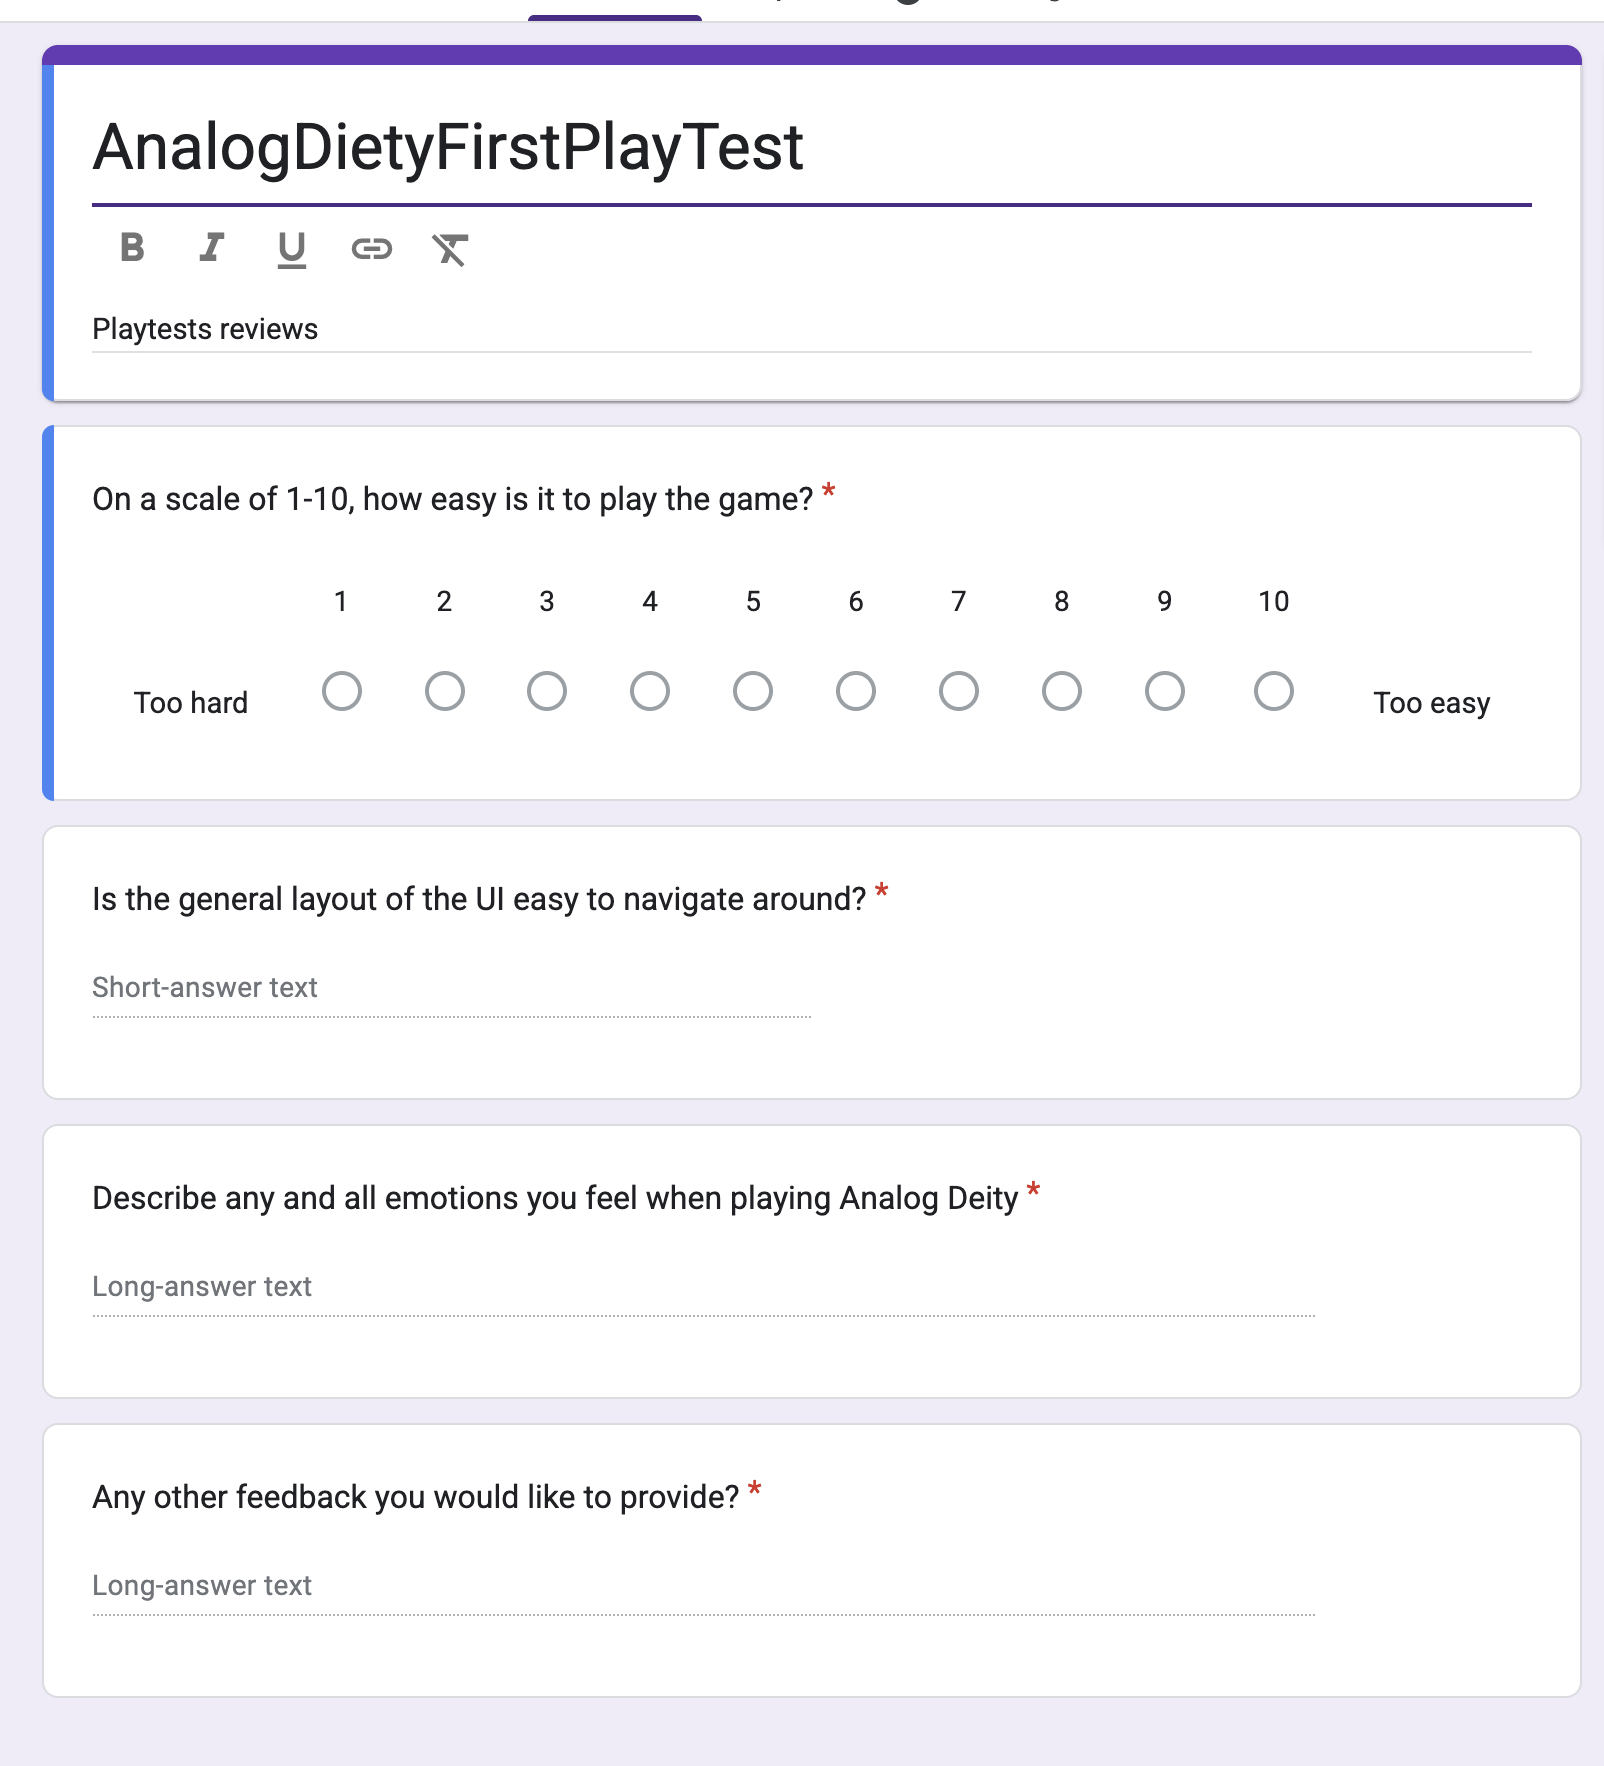 AnalogDietyFirstPlayTest
B I U
Playtests reviews
On a scale of 1-10, how easy is it to play the game? *
1 2 3 4 5 6 7 8 9 10
Too hard Too easy
Is the general layout of the UI easy to navigate around? *
Short-answer text
Describe any and all emotions you feel when playing Analog Deity *
Long-answer text
Any other feedback you would like to provide? *
Long-answer text